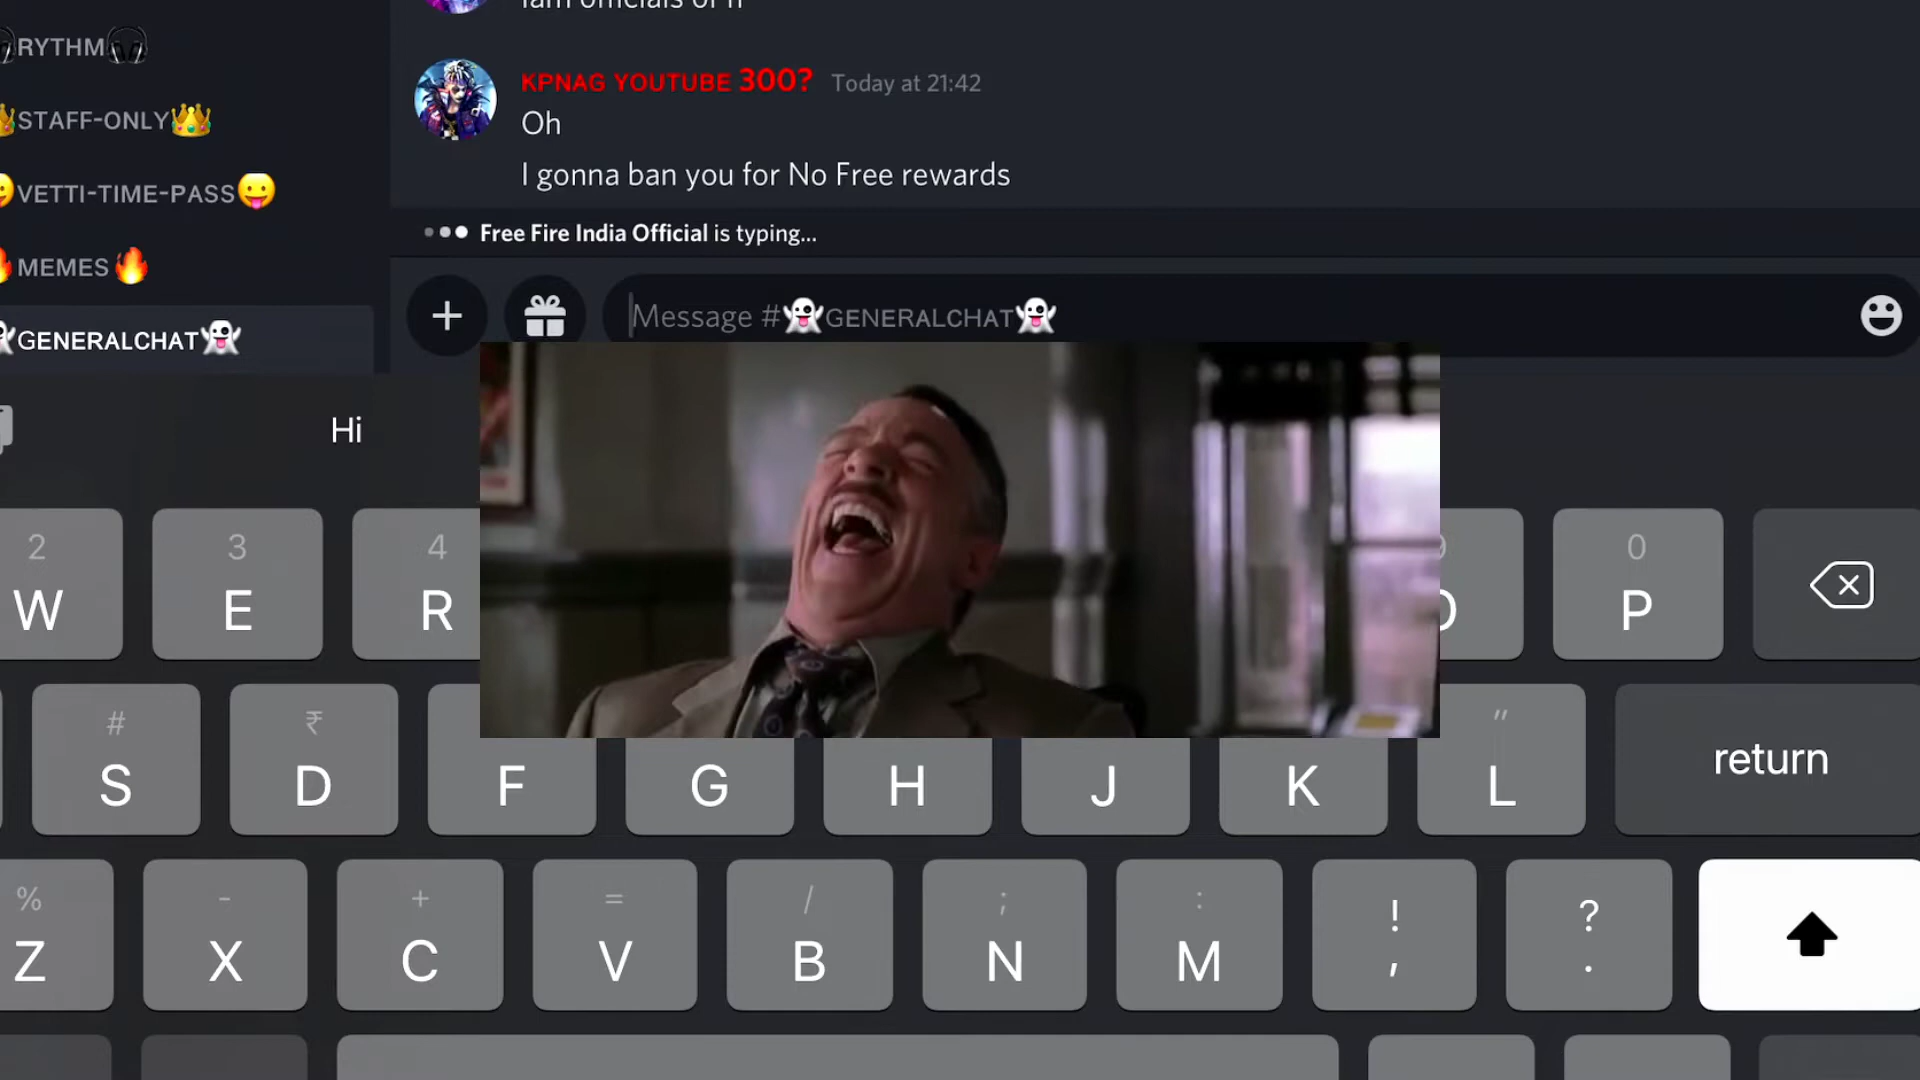 RYTHM🎧
Today at 21:42
KPNAG YOUTUBE 300?
Oh
👑STAFF-ONLY👑
I gonna ban you for No Free rewards
😛VETTI-TIME-PASS😛
Free Fire India Official is typing...
🔥MEMES🔥
Message #👻GENERALCHAT👻
👻GENERALCHAT👻
Hi
2 3 4 0
W E R P
# ₹ "
S D F G H J K L return
% - + = / ; : ! ?
Z X C V B N M , .